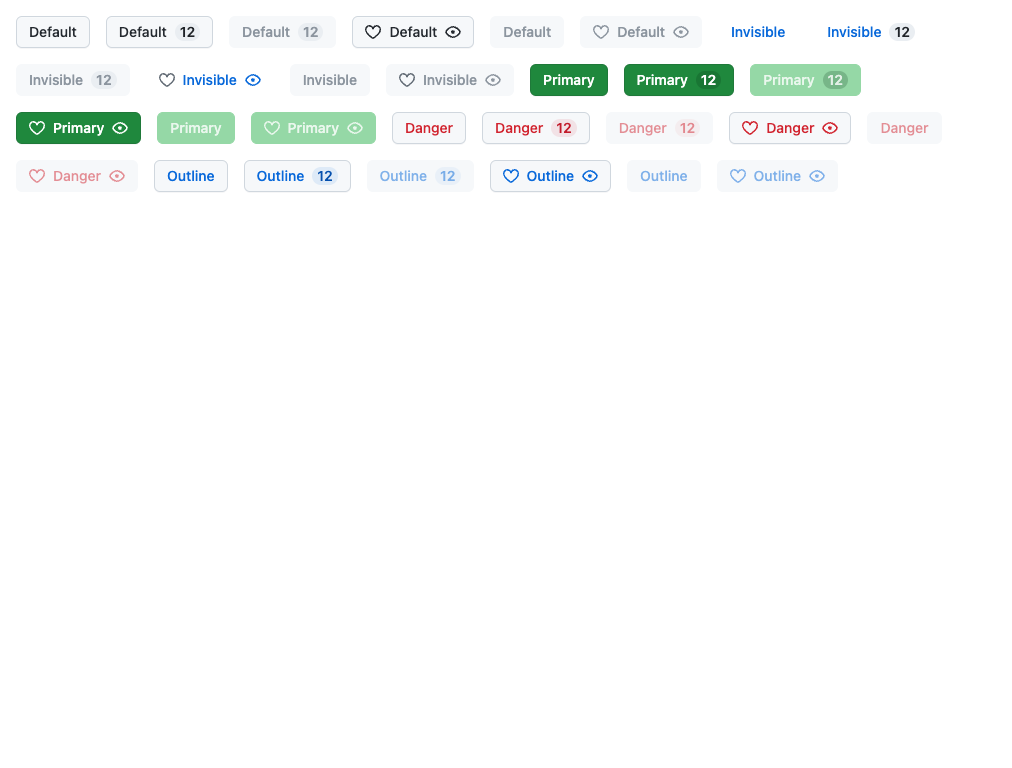 Default Default 12 Default 12 Default Default Default Invisible Invisible 12
Invisible 12 Invisible Invisible Invisible Primary Primary 12 Primary 12
Primary Primary Primary Danger Danger 12 Danger 12 Danger Danger
Danger Outline Outline 12 Outline 12 Outline Outline Outline